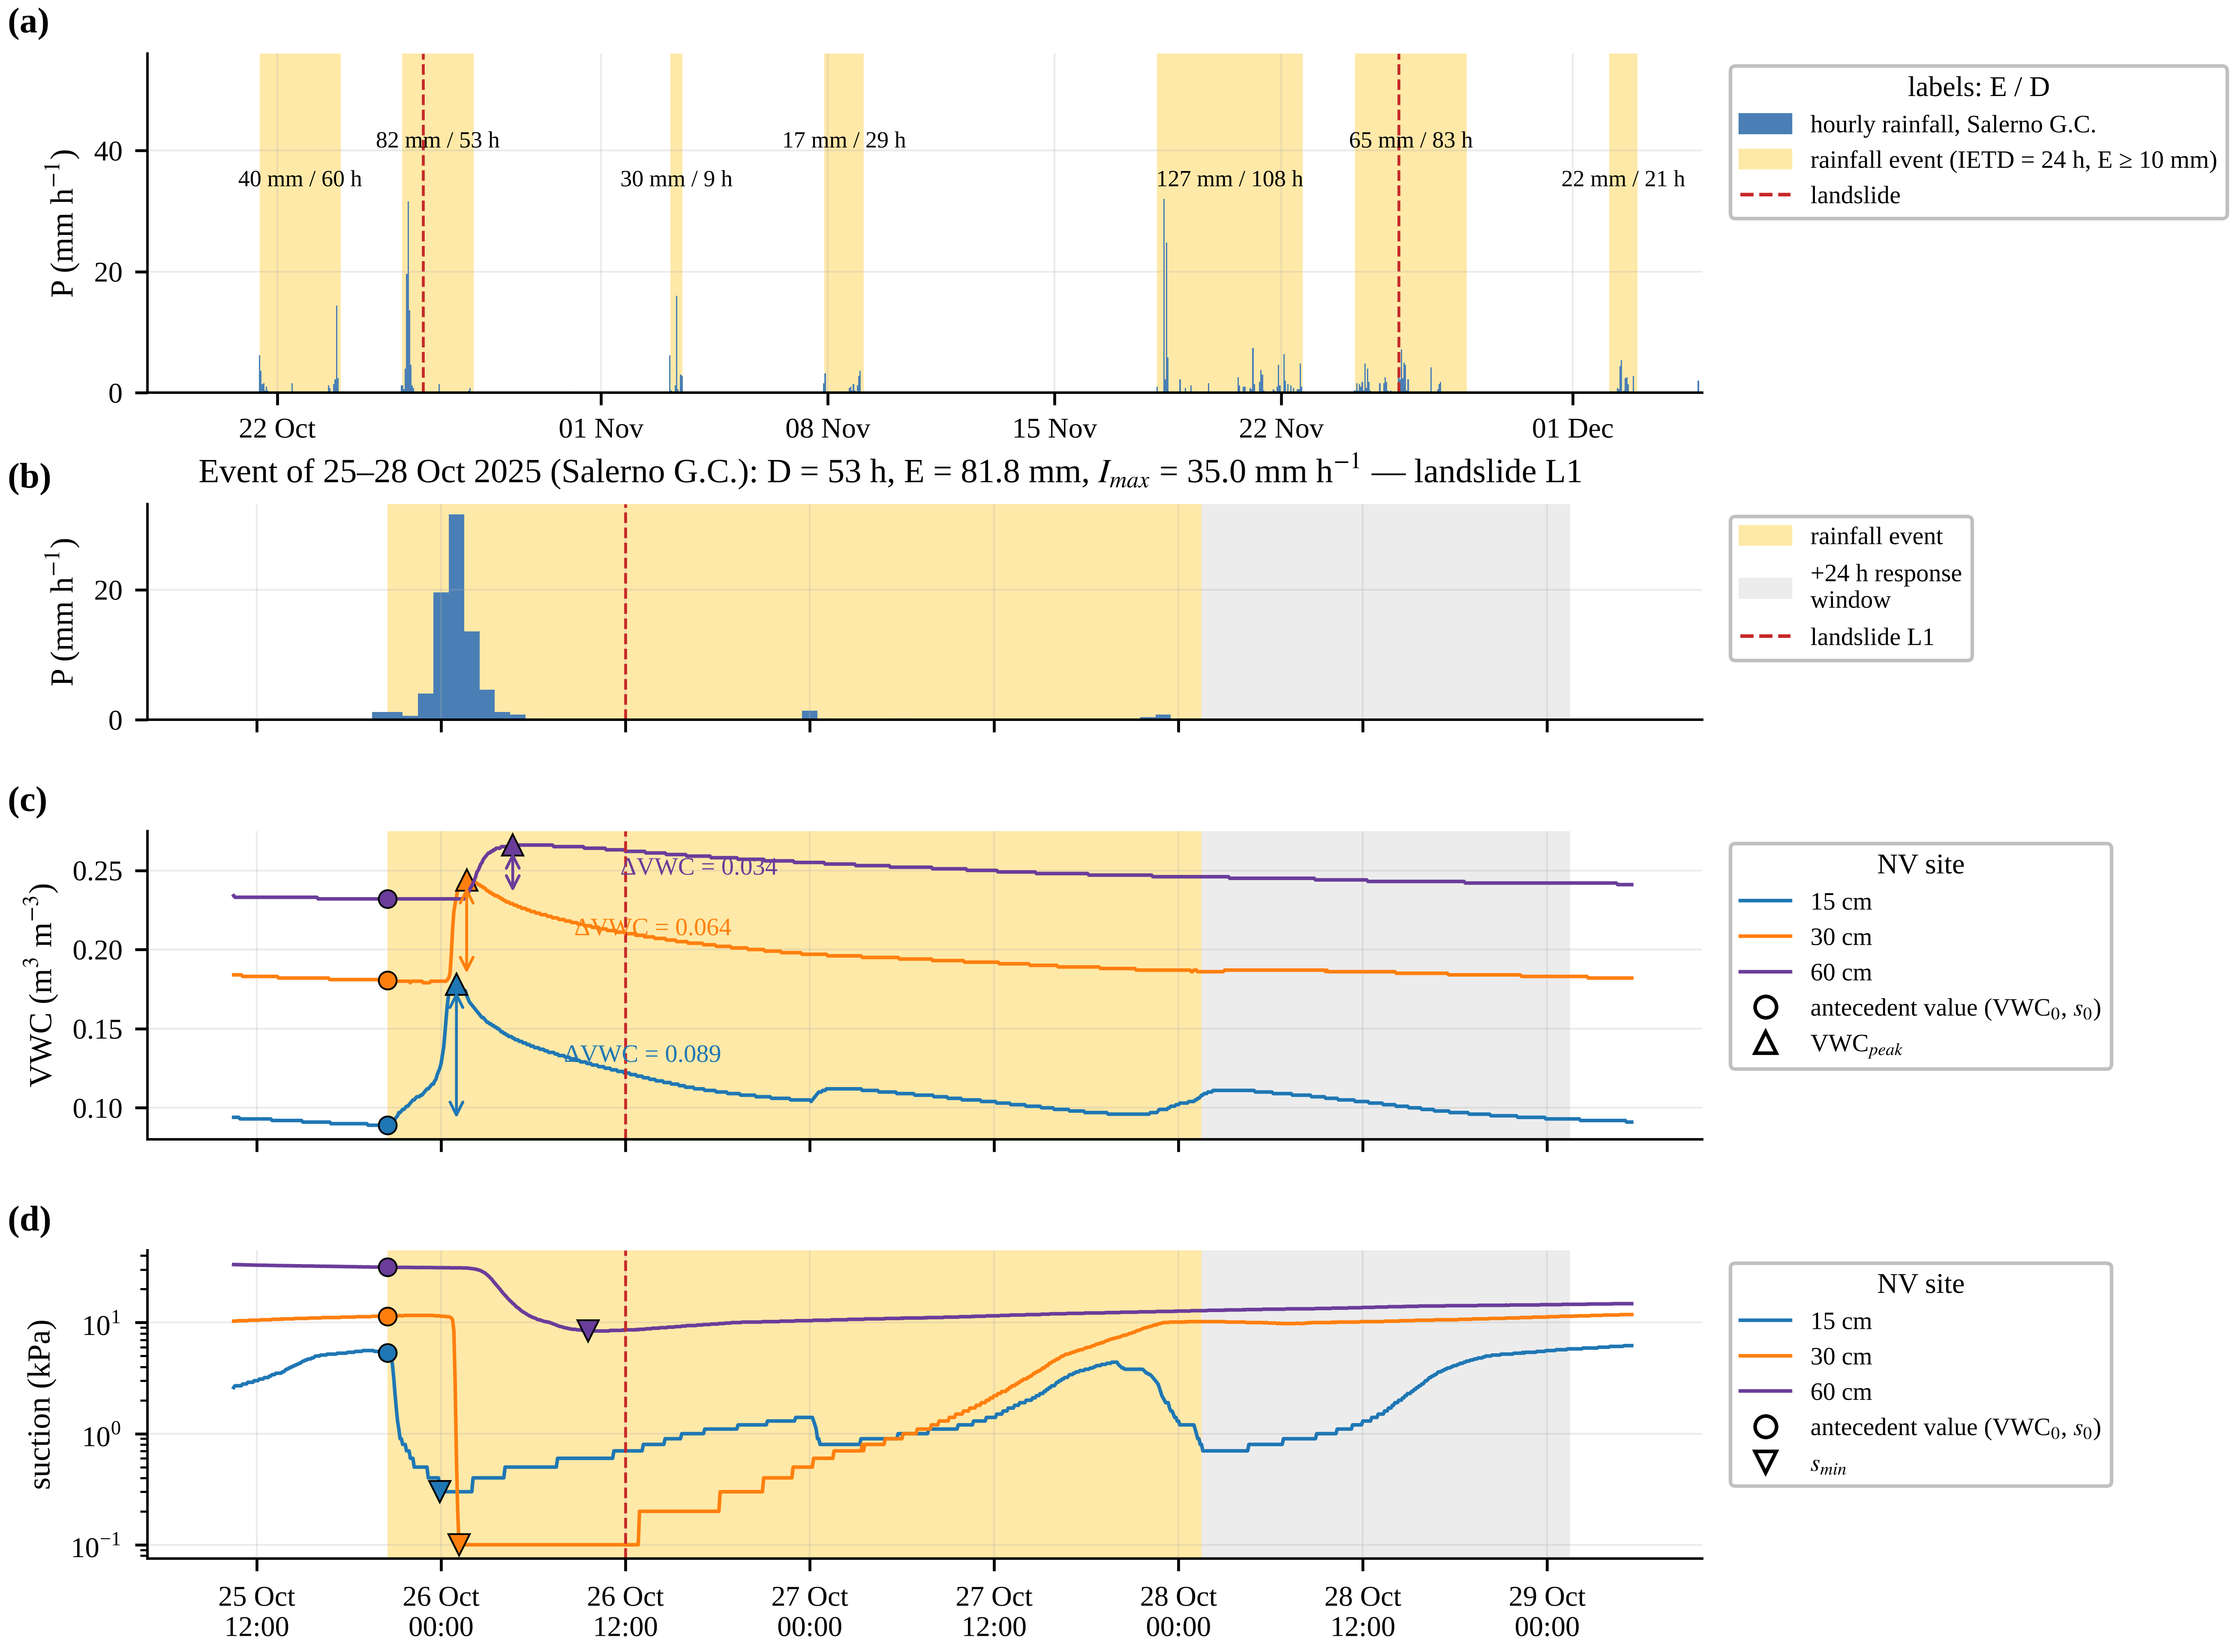 (a)
P (mm h⁻¹)
40
20
0
40 mm / 60 h
82 mm / 53 h
30 mm / 9 h
17 mm / 29 h
127 mm / 108 h
65 mm / 83 h
22 mm / 21 h
22 Oct
01 Nov
08 Nov
15 Nov
22 Nov
01 Dec
labels: E / D
hourly rainfall, Salerno G.C.
rainfall event (IETD = 24 h, E ≥ 10 mm)
landslide
(b)
Event of 25–28 Oct 2025 (Salerno G.C.): D = 53 h, E = 81.8 mm, Imax = 35.0 mm h⁻¹ — landslide L1
P (mm h⁻¹)
20
0
rainfall event
+24 h response
window
landslide L1
(c)
VWC (m³ m⁻³)
0.25
0.20
0.15
0.10
ΔVWC = 0.034
ΔVWC = 0.064
ΔVWC = 0.089
NV site
15 cm
30 cm
60 cm
antecedent value (VWC₀, s₀)
VWCpeak
(d)
suction (kPa)
10¹
10⁰
10⁻¹
NV site
15 cm
30 cm
60 cm
antecedent value (VWC₀, s₀)
smin
25 Oct
12:00
26 Oct
00:00
26 Oct
12:00
27 Oct
00:00
27 Oct
12:00
28 Oct
00:00
28 Oct
12:00
29 Oct
00:00